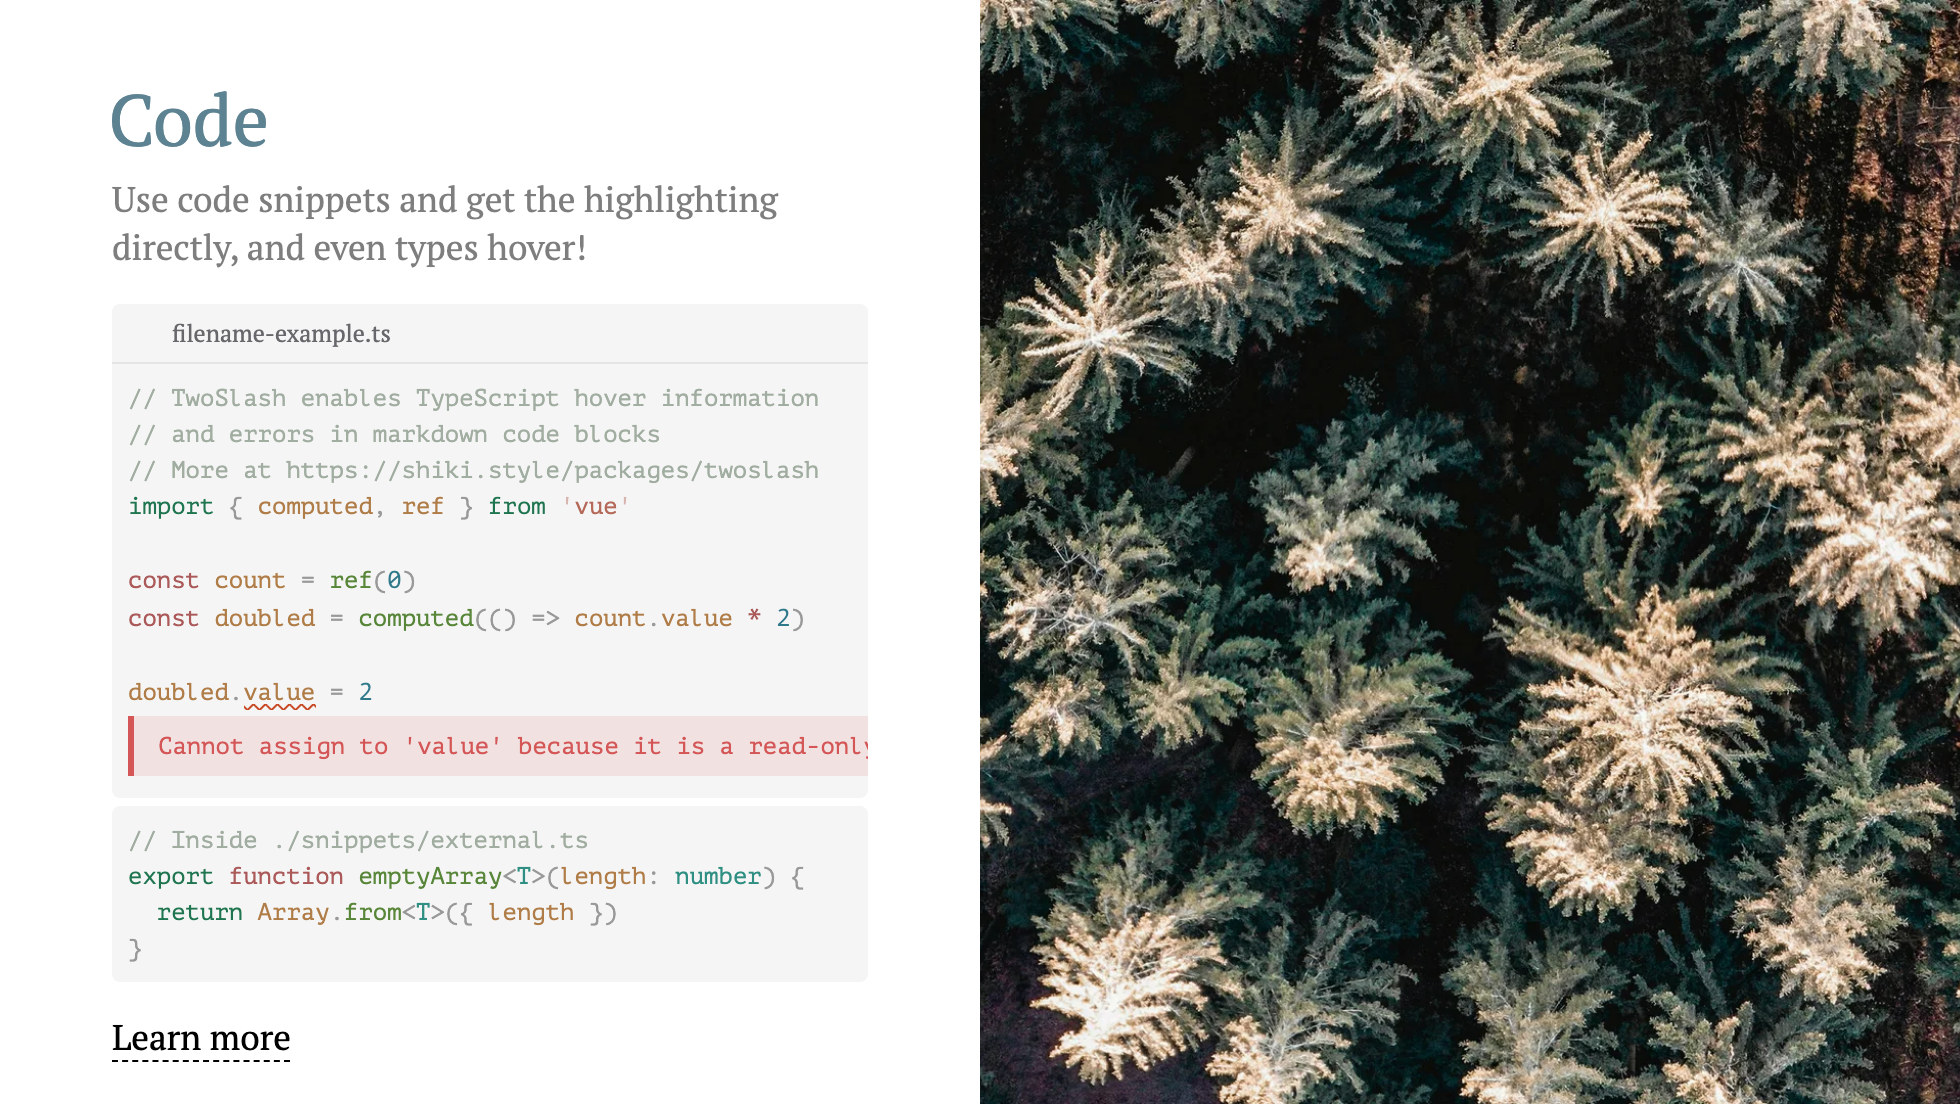 Code
Use code snippets and get the highlighting
directly, and even types hover!
filename-example.ts
// TwoSlash enables TypeScript hover information
// and errors in markdown code blocks
// More at https://shiki.style/packages/twoslash
import { computed, ref } from 'vue'
const count = ref(0)
const doubled = computed(() => count.value * 2)
doubled.value = 2
Cannot assign to 'value' because it is a read-only
// Inside ./snippets/external.ts
export function emptyArray<T>(length: number) {
  return Array.from<T>({ length })
}
Learn more